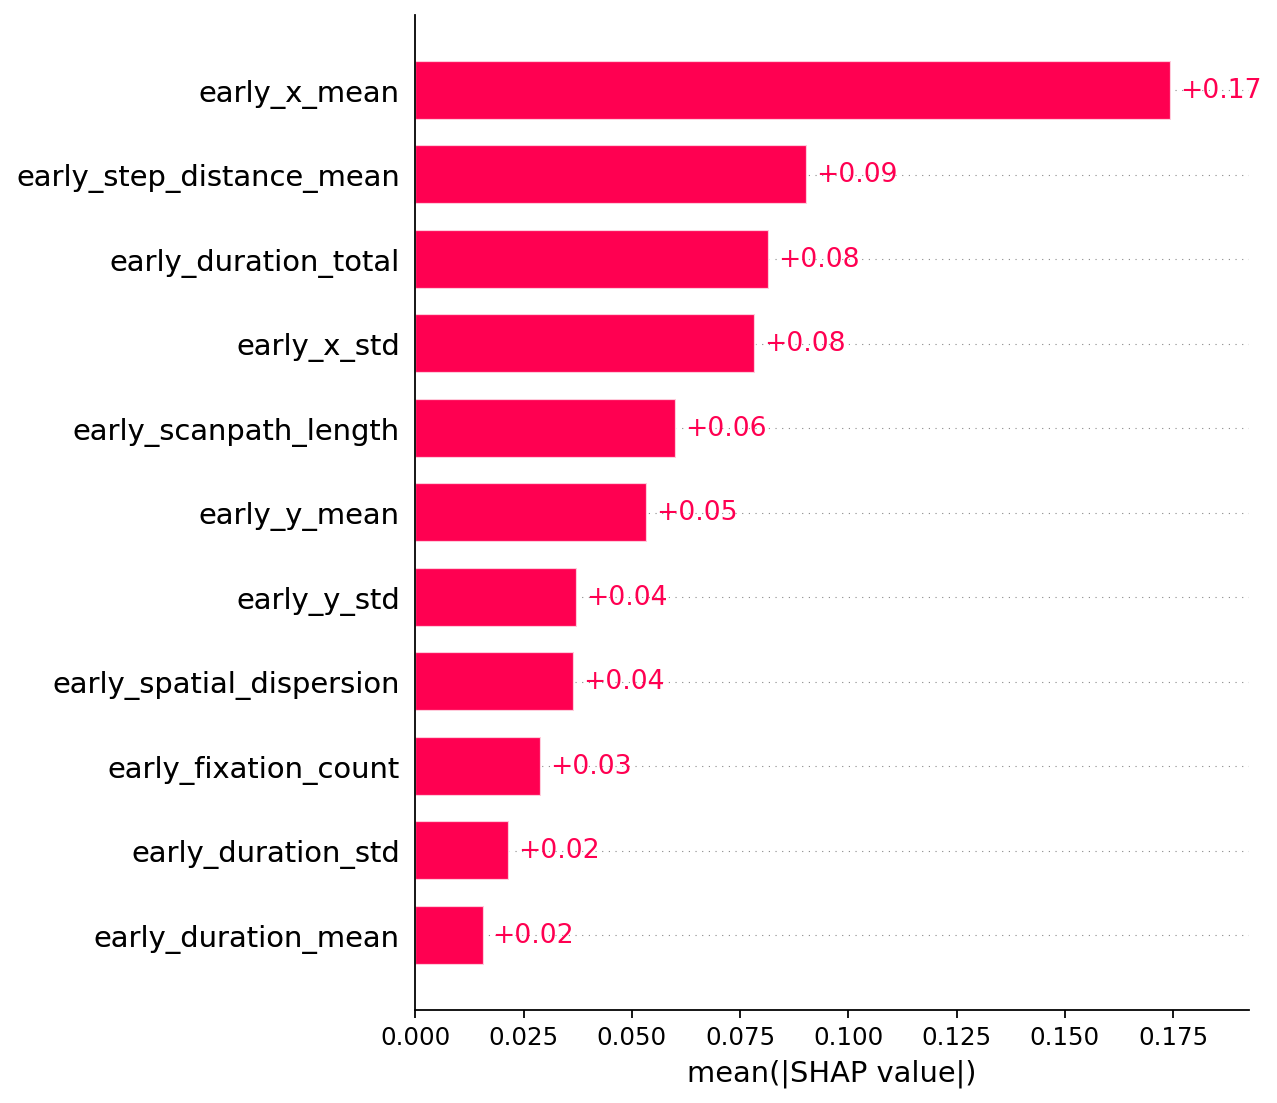 early_x_mean +0.17
early_step_distance_mean +0.09
early_duration_total +0.08
early_x_std +0.08
early_scanpath_length +0.06
early_y_mean +0.05
early_y_std +0.04
early_spatial_dispersion +0.04
early_fixation_count +0.03
early_duration_std +0.02
early_duration_mean +0.02
0.000 0.025 0.050 0.075 0.100 0.125 0.150 0.175
mean(|SHAP value|)